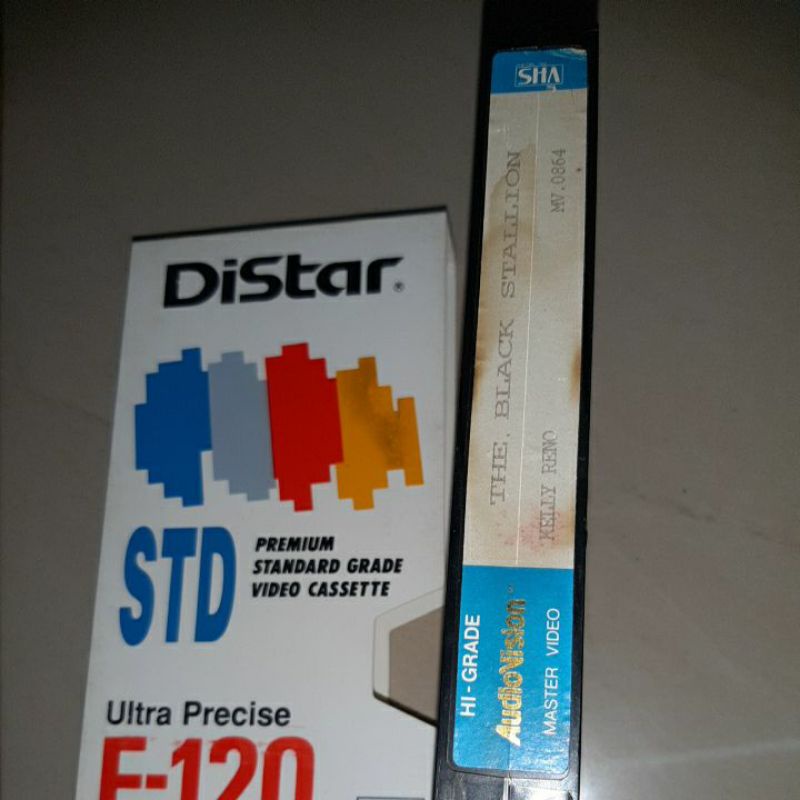 DiStar®
STD
PREMIUM
STANDARD GRADE
VIDEO CASSETTE
Ultra Precise
E-120
VHS
THE. BLACK STALLION
KELLY RENO MV.0864
HI-GRADE
AudioVision
MASTER VIDEO